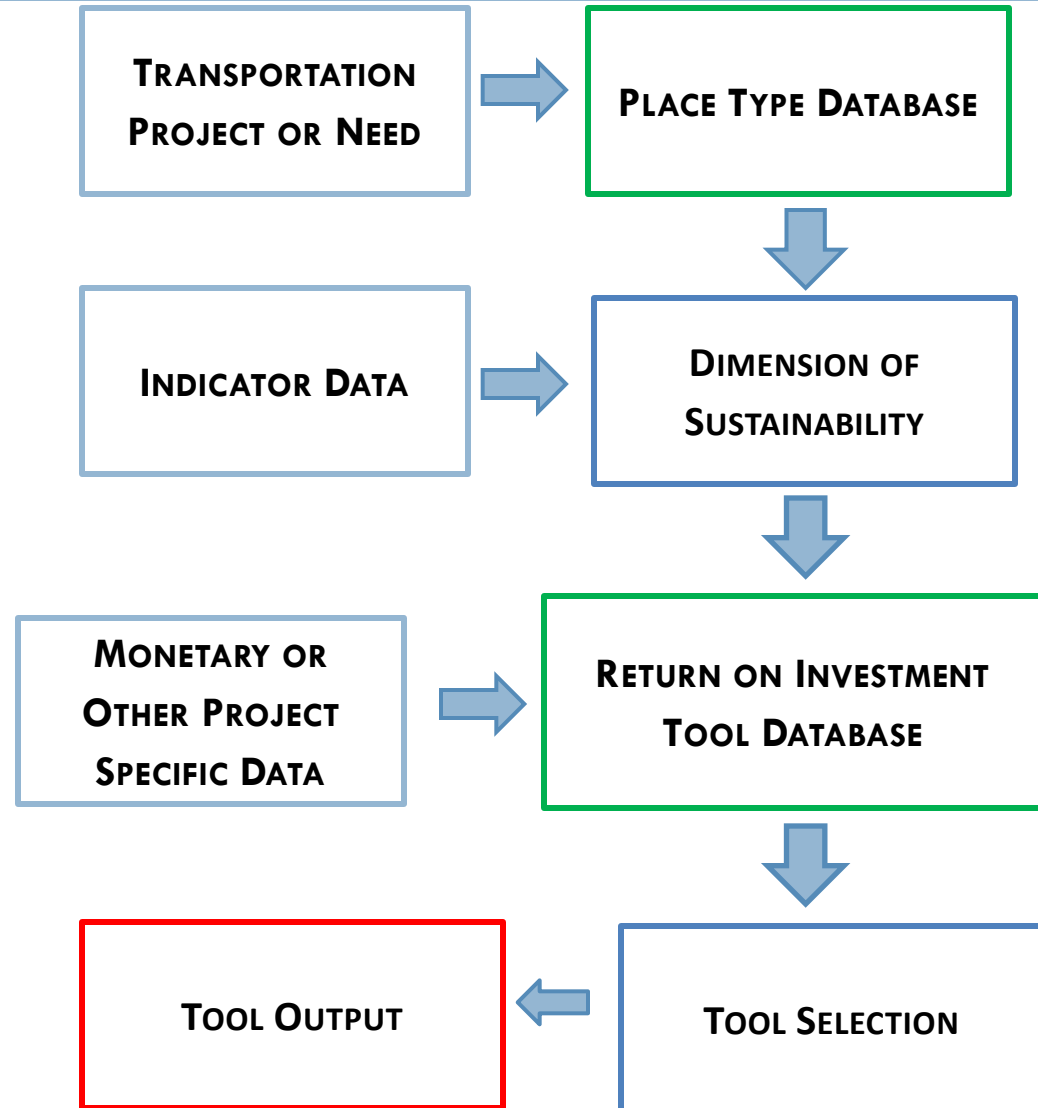 TRANSPORTATION
PROJECT OR NEED
PLACE TYPE DATABASE
INDICATOR DATA
DIMENSION OF
SUSTAINABILITY
MONETARY OR
OTHER PROJECT
SPECIFIC DATA
RETURN ON INVESTMENT
TOOL DATABASE
TOOL OUTPUT
TOOL SELECTION